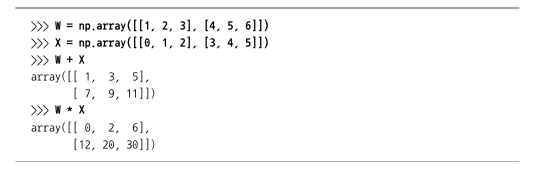 >>> W = np.array([[1, 2, 3], [4, 5, 6]])
>>> X = np.array([[0, 1, 2], [3, 4, 5]])
>>> W + X
array([[ 1,  3,  5],
       [ 7,  9, 11]])
>>> W * X
array([[ 0,  2,  6],
       [12, 20, 30]])